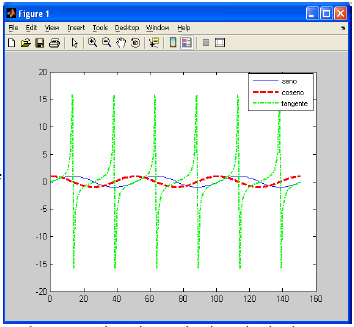 Figure 1
File Edit View Insert Tools Desktop Window Help
seno
coseno
tangente
20
15
10
5
0
-5
-10
-15
-20
0 20 40 60 80 100 120 140 160